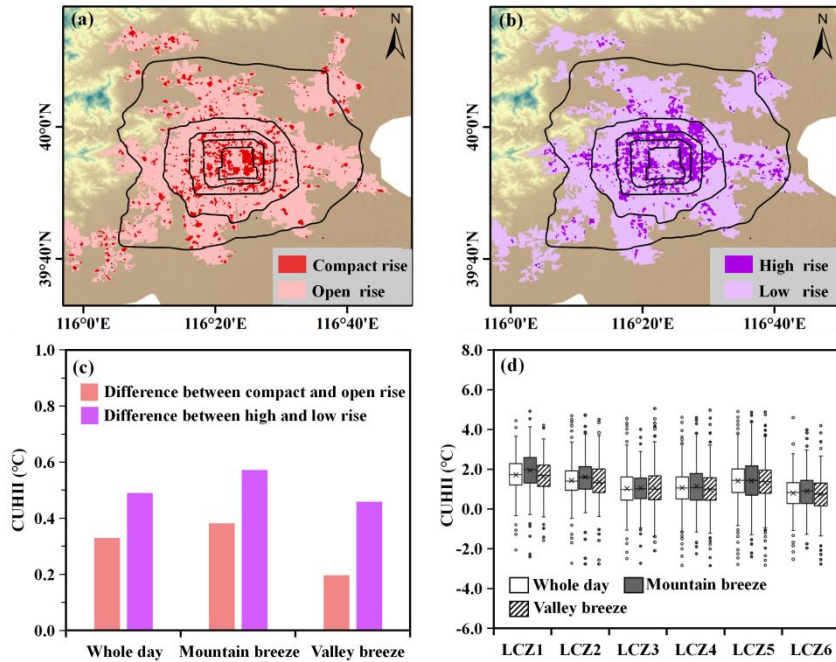 (a)
N
40°0'N
39°40'N
Compact rise
Open rise
116°0'E
116°20'E
116°40'E
(b)
N
40°0'N
39°40'N
High rise
Low rise
116°0'E
116°20'E
116°40'E
(c)
CUHII (℃)
1.0
0.8
0.6
0.4
0.2
0.0
Difference between compact and open rise
Difference between high and low rise
Whole day
Mountain breeze
Valley breeze
(d)
CUHII (℃)
8.0
6.0
4.0
2.0
0.0
-2.0
-4.0
-6.0
Whole day
Mountain breeze
Valley breeze
LCZ1
LCZ2
LCZ3
LCZ4
LCZ5
LCZ6